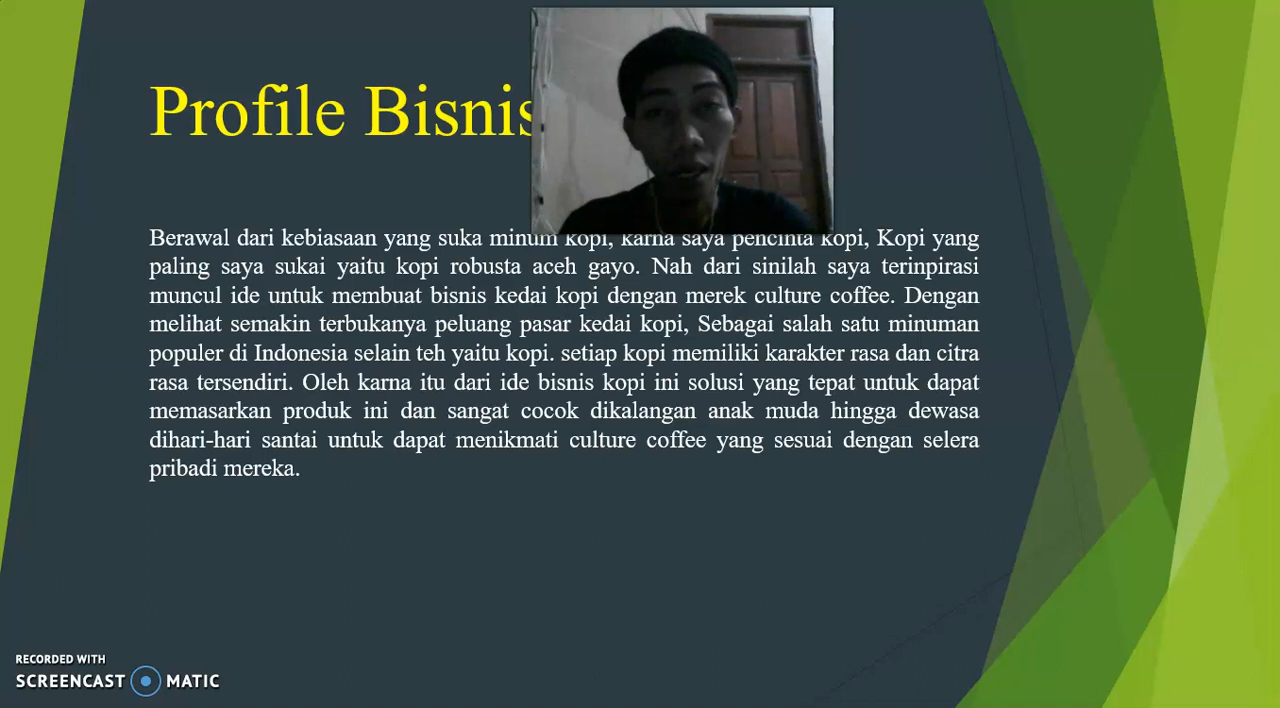 Profile Bisnis
Berawal dari kebiasaan yang suka minum kopi, karna saya pencinta kopi, Kopi yang
paling saya sukai yaitu kopi robusta aceh gayo. Nah dari sinilah saya terinpirasi
muncul ide untuk membuat bisnis kedai kopi dengan merek culture coffee. Dengan
melihat semakin terbukanya peluang pasar kedai kopi, Sebagai salah satu minuman
populer di Indonesia selain teh yaitu kopi. setiap kopi memiliki karakter rasa dan citra
rasa tersendiri. Oleh karna itu dari ide bisnis kopi ini solusi yang tepat untuk dapat
memasarkan produk ini dan sangat cocok dikalangan anak muda hingga dewasa
dihari-hari santai untuk dapat menikmati culture coffee yang sesuai dengan selera
pribadi mereka.
RECORDED WITH
SCREENCAST MATIC